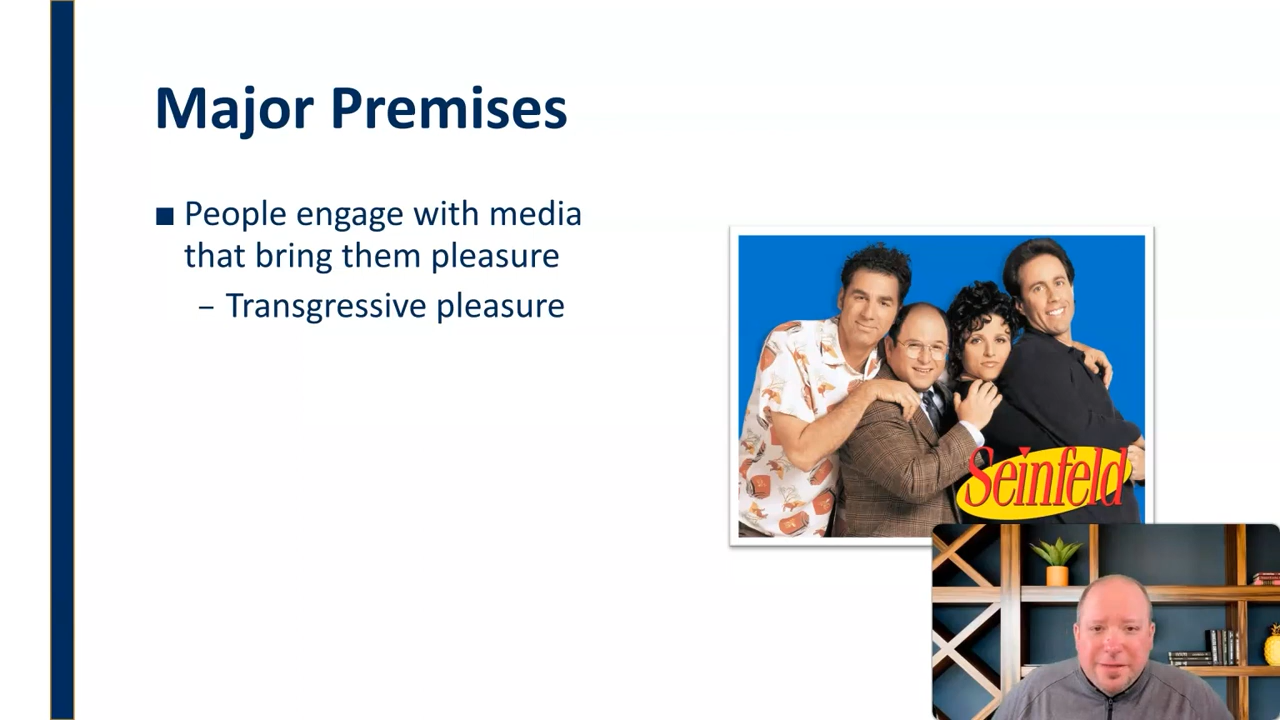 Major Premises
■ People engage with media
that bring them pleasure
– Transgressive pleasure
Seinfeld